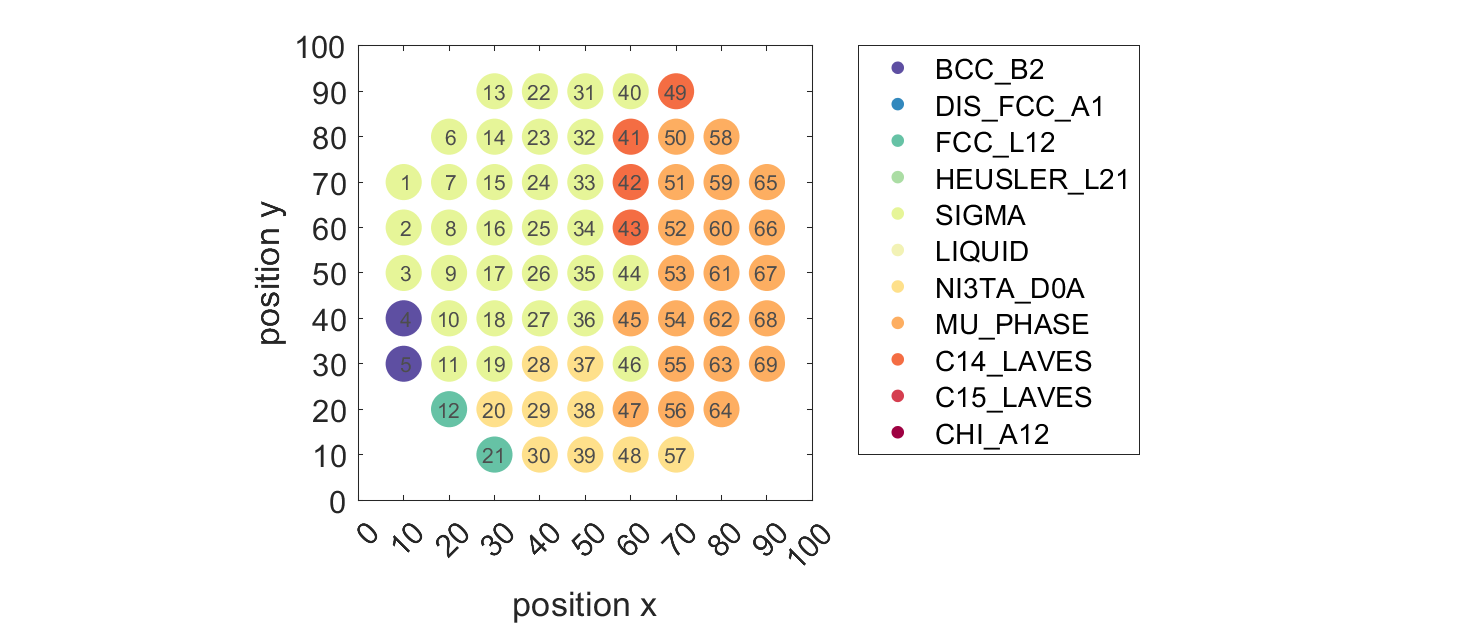 100
90
80
70
60
50
40
30
20
10
0
position y
13 22 31 40 49
6 14 23 32 41 50 58
1 7 15 24 33 42 51 59 65
2 8 16 25 34 43 52 60 66
3 9 17 26 35 44 53 61 67
4 10 18 27 36 45 54 62 68
5 11 19 28 37 46 55 63 69
12 20 29 38 47 56 64
21 30 39 48 57
0 10 20 30 40 50 60 70 80 90 100
position x
BCC_B2
DIS_FCC_A1
FCC_L12
HEUSLER_L21
SIGMA
LIQUID
NI3TA_D0A
MU_PHASE
C14_LAVES
C15_LAVES
CHI_A12